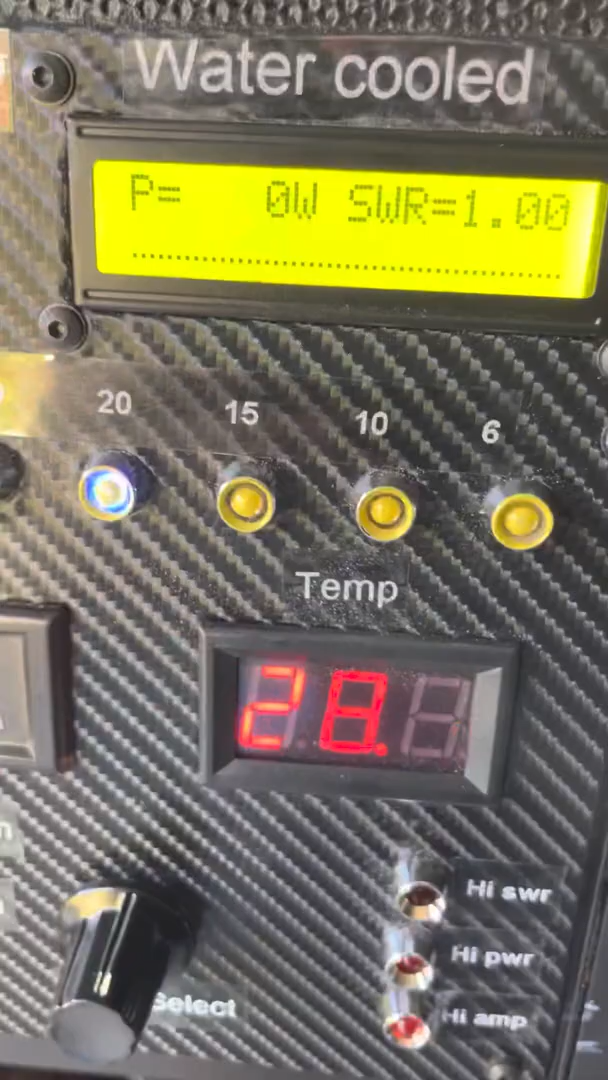 Water cooled
P=   0W SWR=1.00
20 15 10 6
Temp
28.
Hi swr
Hi pwr
Select
Hi amp